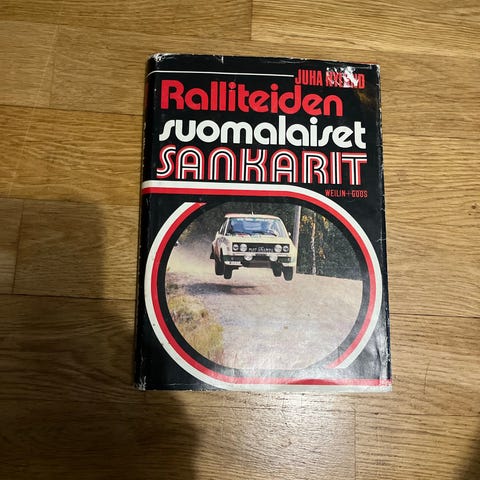 JUHA
Ralliteiden
suomalaiset
SANKARIT
WEILIN+GÖÖS